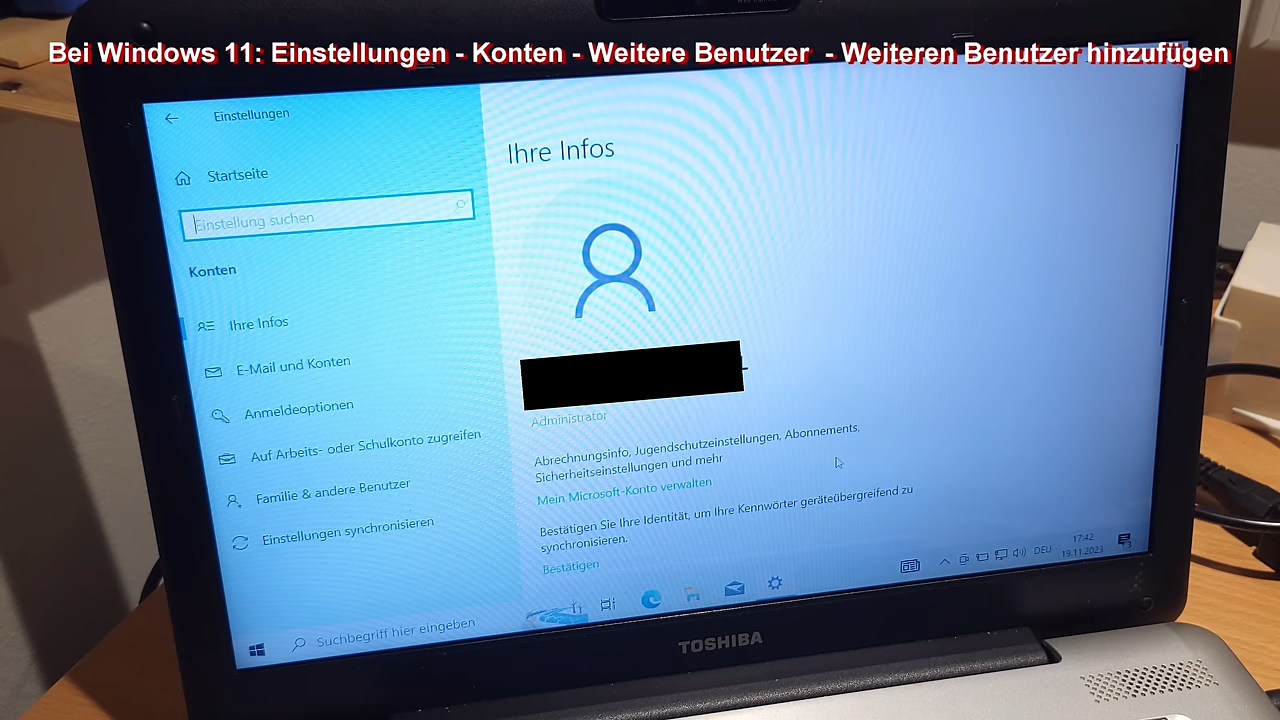 Bei Windows 11: Einstellungen - Konten - Weitere Benutzer - Weiteren Benutzer hinzufügen
Einstellungen
Startseite
Einstellung suchen
Konten
Ihre Infos
E-Mail und Konten
Anmeldeoptionen
Auf Arbeits- oder Schulkonto zugreifen
Familie & andere Benutzer
Einstellungen synchronisieren
Ihre Infos
Administrator
Abrechnungsinfo, Jugendschutzeinstellungen, Abonnements,
Sicherheitseinstellungen und mehr
Mein Microsoft-Konto verwalten
Bestätigen Sie Ihre Identität, um Ihre Kennwörter geräteübergreifend zu
synchronisieren.
Bestätigen
Suchbegriff hier eingeben
DEU
17:42
19.11.2023
TOSHIBA